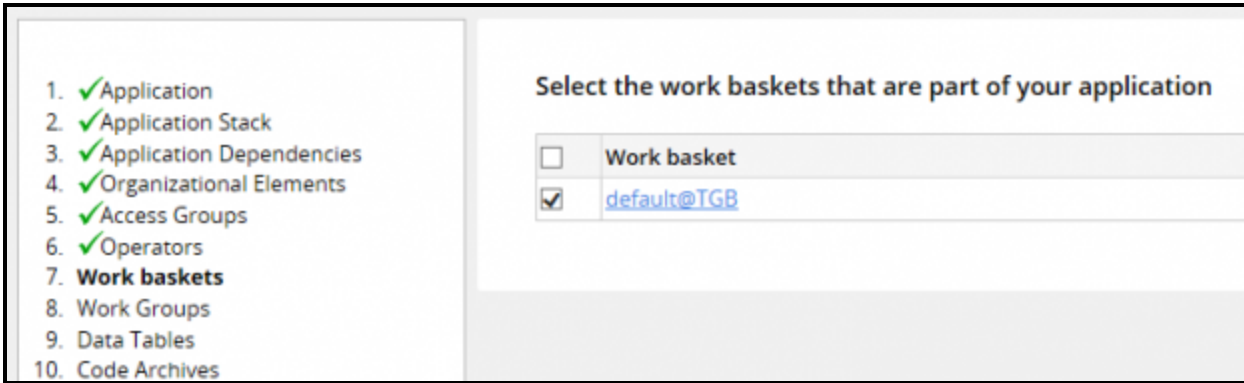 1. ✓Application
2. ✓Application Stack
3. ✓Application Dependencies
4. ✓Organizational Elements
5. ✓Access Groups
6. ✓Operators
7. Work baskets
8. Work Groups
9. Data Tables
10. Code Archives
Select the work baskets that are part of your application
Work basket
default@TGB